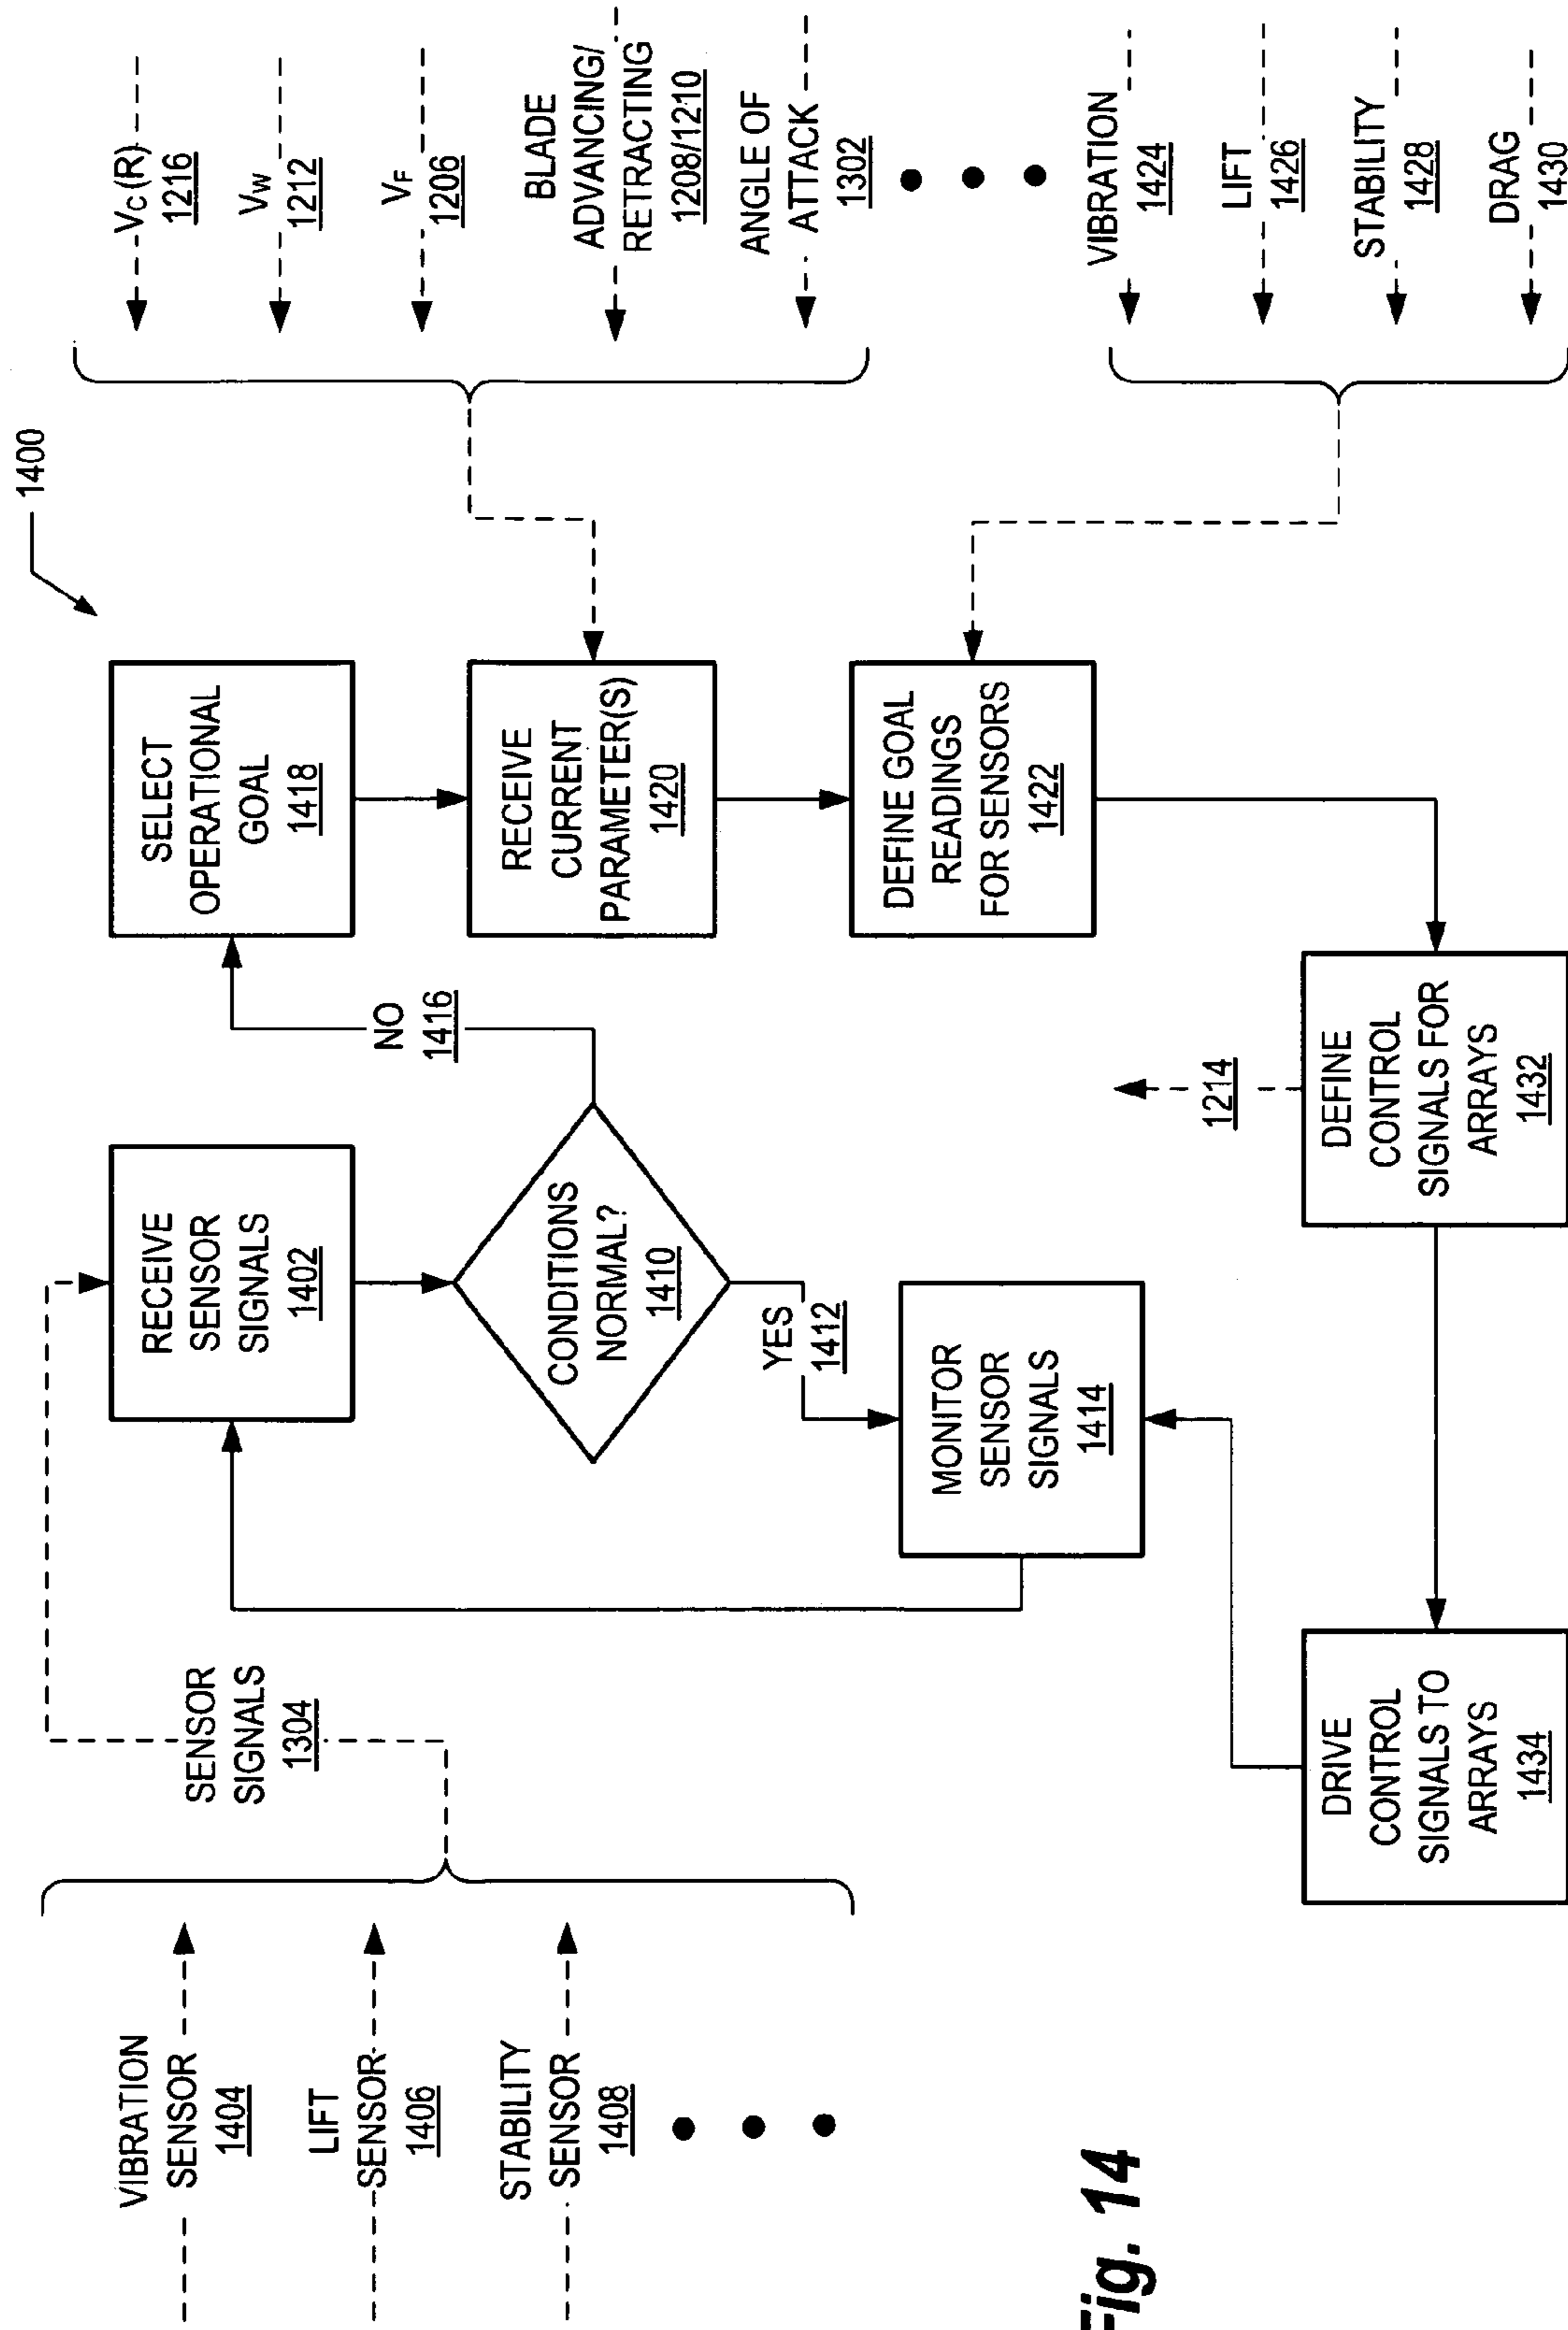 1400
VIBRATION
SENSOR
1404
LIFT
SENSOR
1406
STABILITY
SENSOR
1408
SENSOR
SIGNALS
1304
RECEIVE
SENSOR
SIGNALS
1402
CONDITIONS
NORMAL?
1410
YES
1412
NO
1416
MONITOR
SENSOR
SIGNALS
1414
SELECT
OPERATIONAL
GOAL
1418
RECEIVE
CURRENT
PARAMETER(S)
1420
DEFINE GOAL
READINGS
FOR SENSORS
1422
VC(R)
1216
VW
1212
VF
1206
BLADE
ADVANCING/
RETRACTING
1208/1210
ANGLE OF
ATTACK
1302
VIBRATION
1424
LIFT
1426
STABILITY
1428
DRAG
1430
1214
DEFINE
CONTROL
SIGNALS FOR
ARRAYS
1432
DRIVE
CONTROL
SIGNALS TO
ARRAYS
1434
Fig. 14